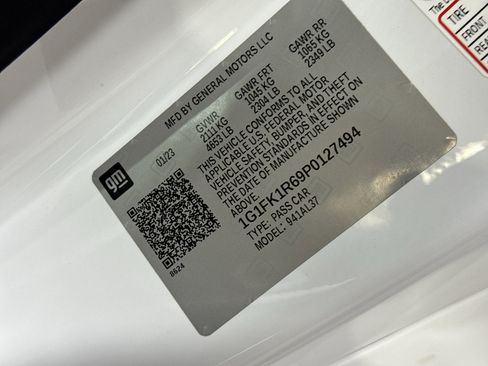 MFD BY GENERAL MOTORS LLC
01/23
GVWR
2111 KG
4653 LB
GAWR FRT
1045 KG
2304 LB
GAWR RR
1065 KG
2349 LB
THIS VEHICLE CONFORMS TO ALL
APPLICABLE U.S. FEDERAL MOTOR
VEHICLE SAFETY, BUMPER, AND THEFT
PREVENTION STANDARDS IN EFFECT ON
THE DATE OF MANUFACTURE SHOWN
ABOVE.
1G1FK1R69P0127494
TYPE: PASS CAR
MODEL: 941AL37
gm
8624
TIRE
FRONT